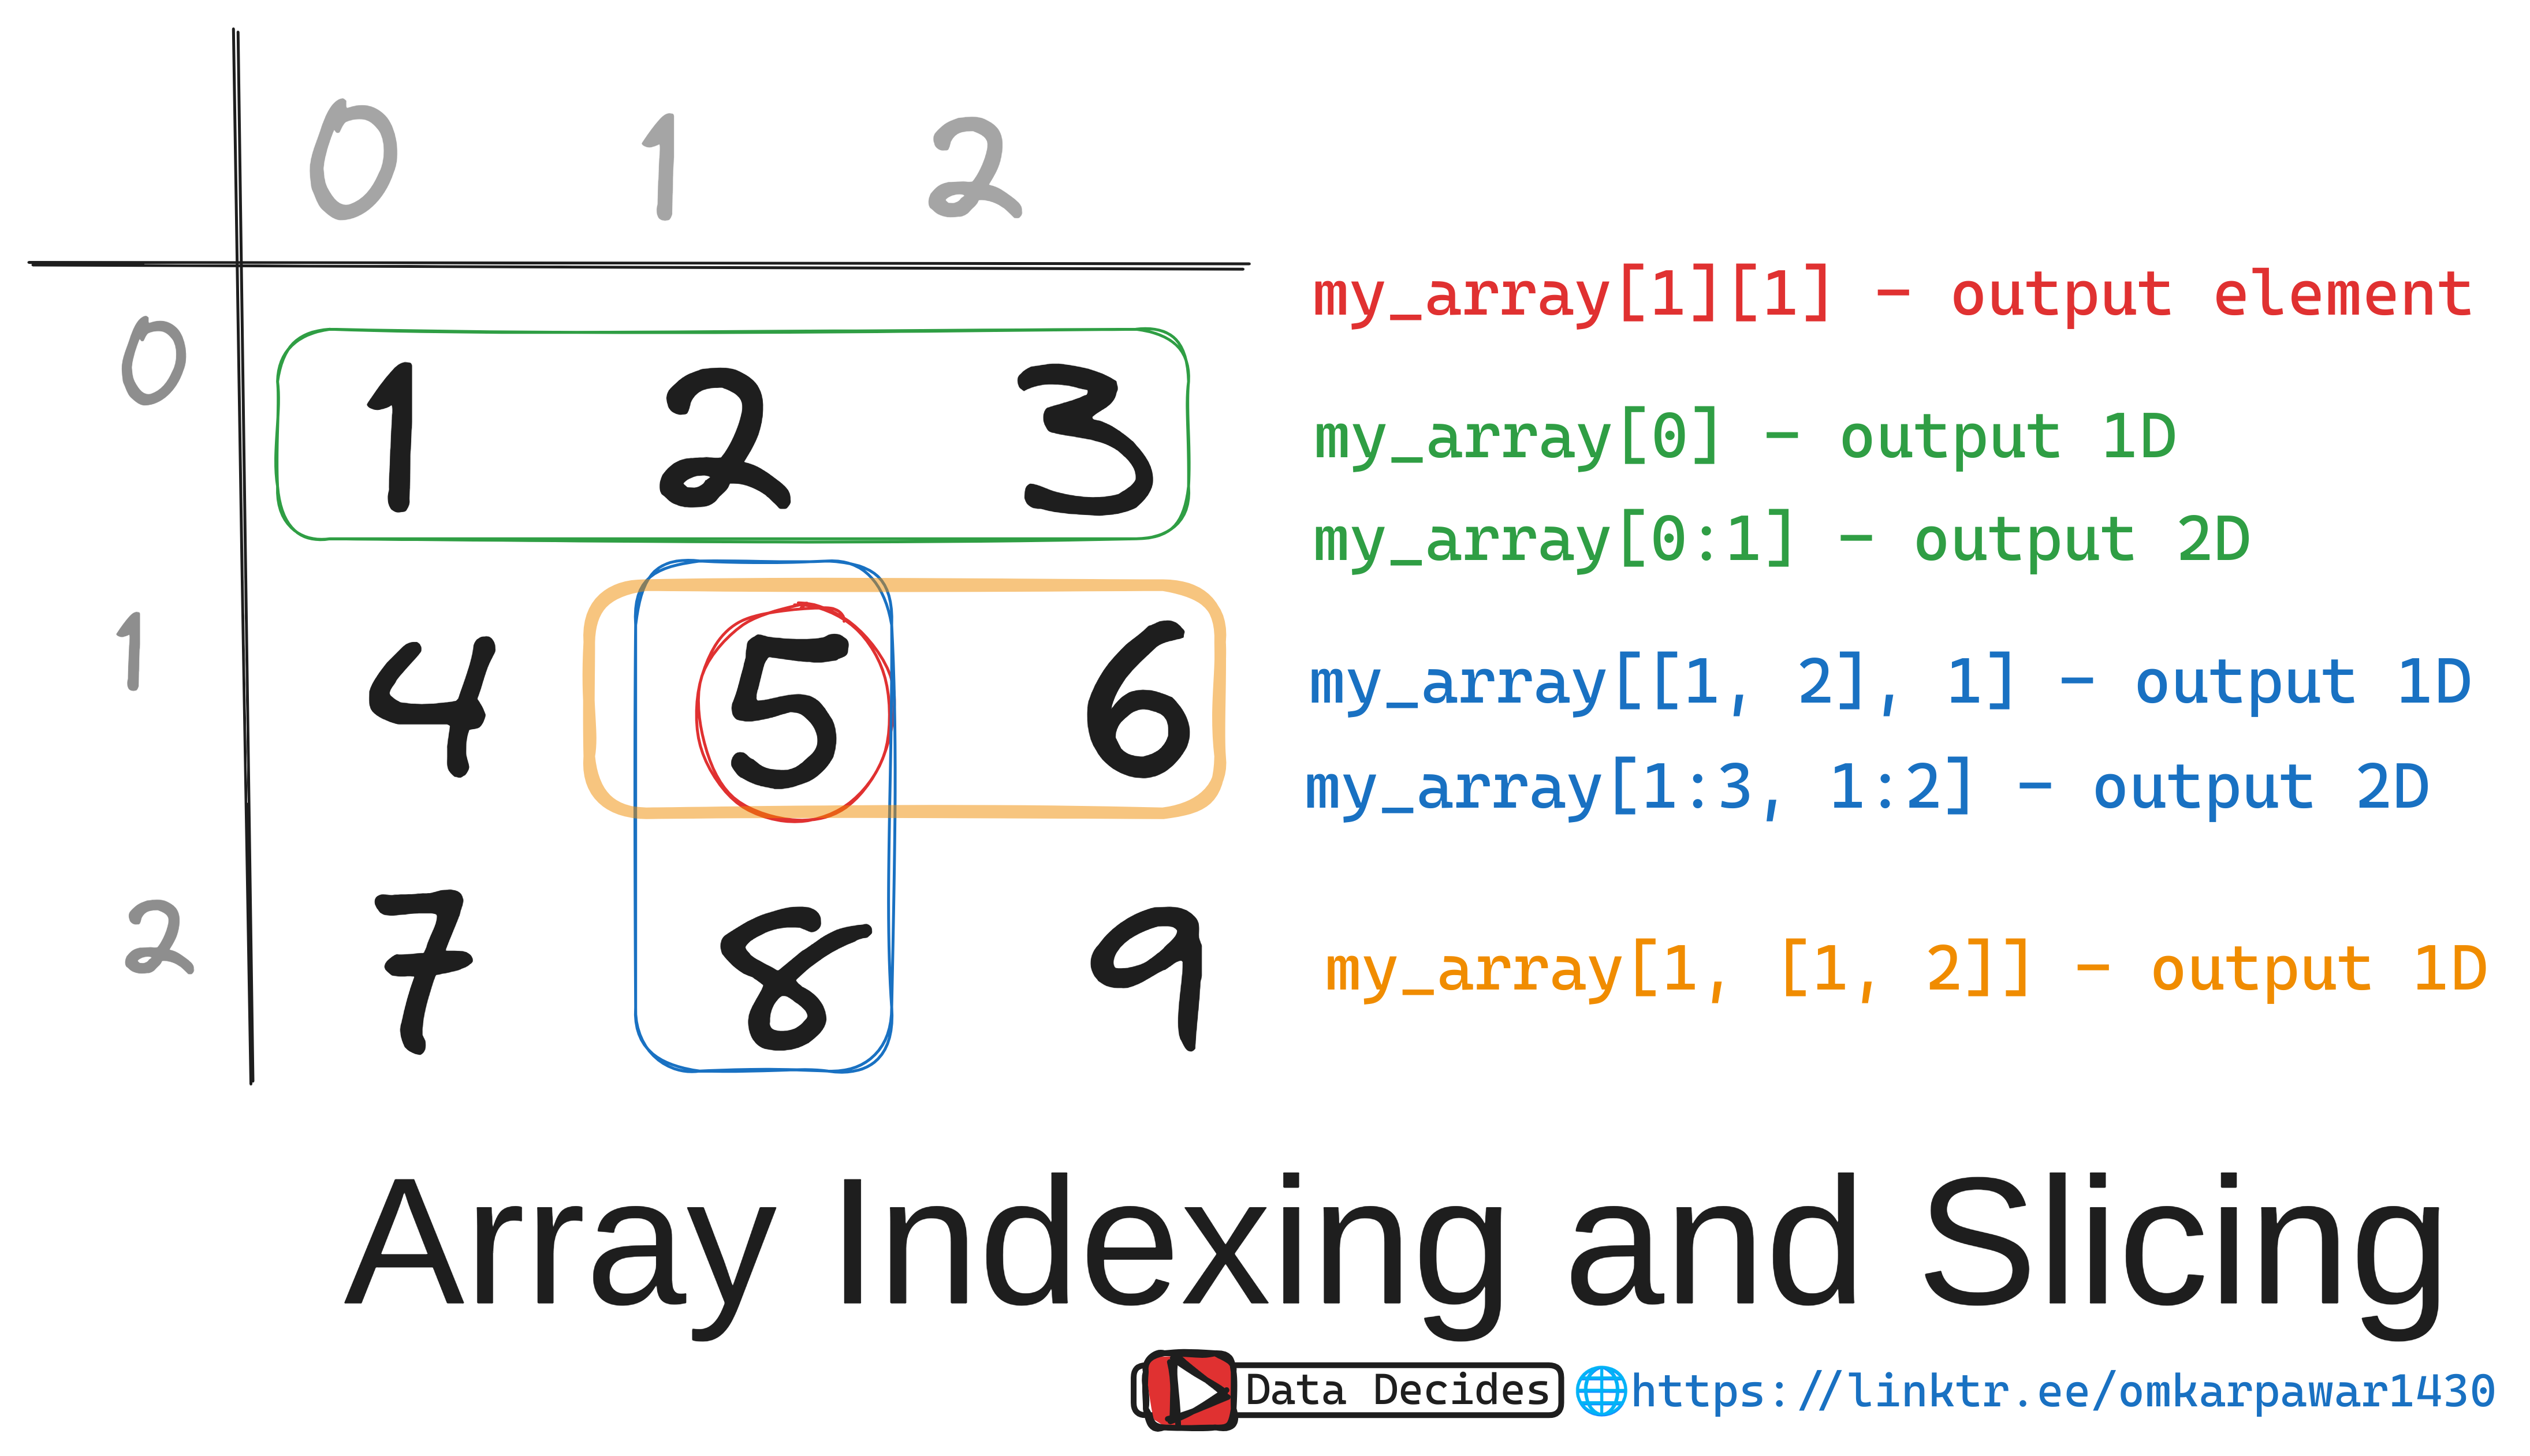 0 1 2
my_array[1][1] - output element
0 1 2 3
my_array[0] - output 1D
my_array[0:1] - output 2D
1 4 5 6
my_array[[1, 2], 1] - output 1D
my_array[1:3, 1:2] - output 2D
2 7 8 9
my_array[1, [1, 2]] - output 1D
Array Indexing and Slicing
Data Decides
https://linktr.ee/omkarpawar1430